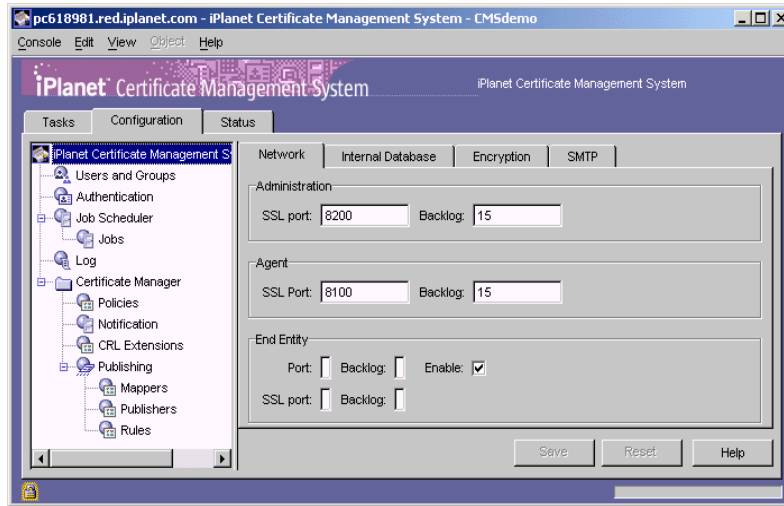 pc618981.red.iplanet.com - iPlanet Certificate Management System - CMSdemo
Console Edit View Object Help
iPlanet Certificate Management System
iPlanet Certificate Management System
Tasks Configuration Status
iPlanet Certificate Management S
Users and Groups
Authentication
Job Scheduler
Jobs
Log
Certificate Manager
Policies
Notification
CRL Extensions
Publishing
Mappers
Publishers
Rules
Network Internal Database Encryption SMTP
Administration
SSL port: 8200 Backlog: 15
Agent
SSL Port: 8100 Backlog: 15
End Entity
Port: Backlog: Enable:
SSL port: Backlog:
Save Reset Help